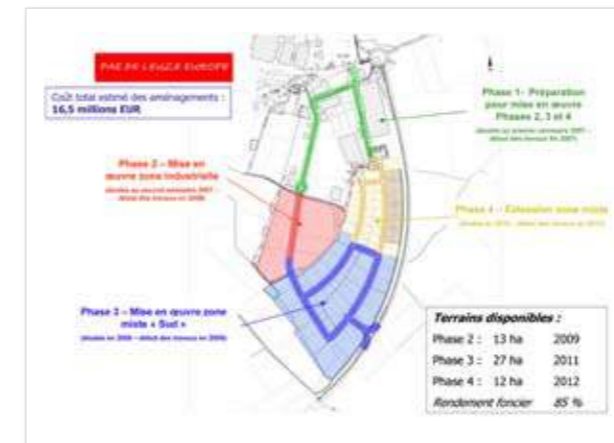 PAE DE LEUZE EUROPE
Coût total estimé des aménagements :
16,5 millions EUR
Phase 1- Préparation
pour mise en œuvre
Phases 2, 3 et 4
Phase 2 – Mise en
œuvre zone industrielle
Phase 4 – Extension zone mixte
Phase 3 – Mise en œuvre zone
mixte « Sud »
Terrains disponibles :
Phase 2 : 13 ha 2009
Phase 3 : 27 ha 2011
Phase 4 : 12 ha 2012
Rendement foncier 85 %